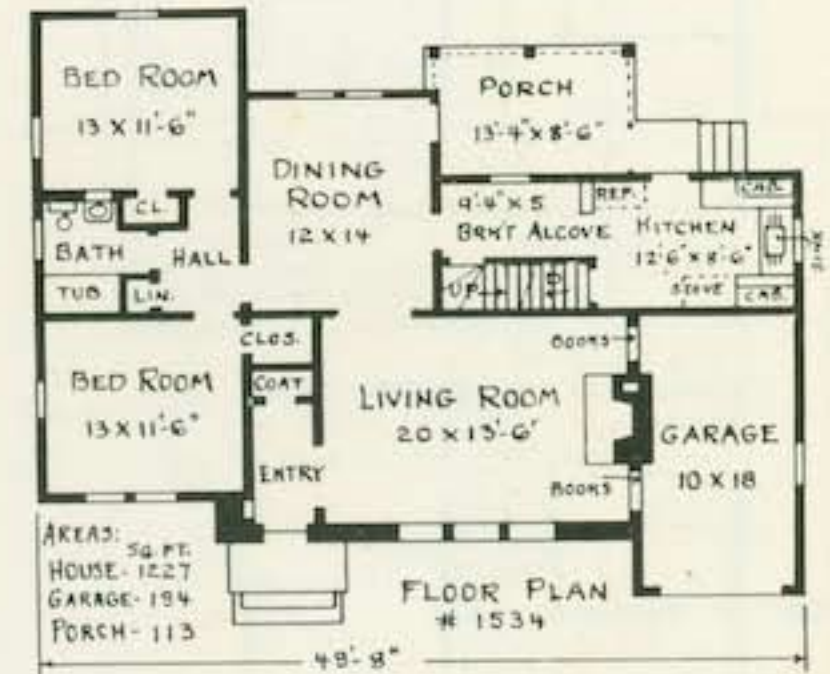 BED ROOM
13 X 11'-6"
PORCH
13'-4" X 8'-6"
DINING
ROOM
12 X 14
CL.
BATH
HALL
TUB
LIN.
9'-4" X 5
BRKT ALCOVE
REF.
KITCHEN
12'6" X 8'-6"
CAB.
SINK
STOVE
CAB.
UP
CLOS.
COAT
BED ROOM
13 X 11'-6"
ENTRY
LIVING ROOM
20 X 13'-6"
BOOKS
BOOKS
GARAGE
10 X 18
AREAS:
SQ. FT.
HOUSE - 1227
GARAGE - 194
PORCH - 113
FLOOR PLAN
# 1534
49'-8"